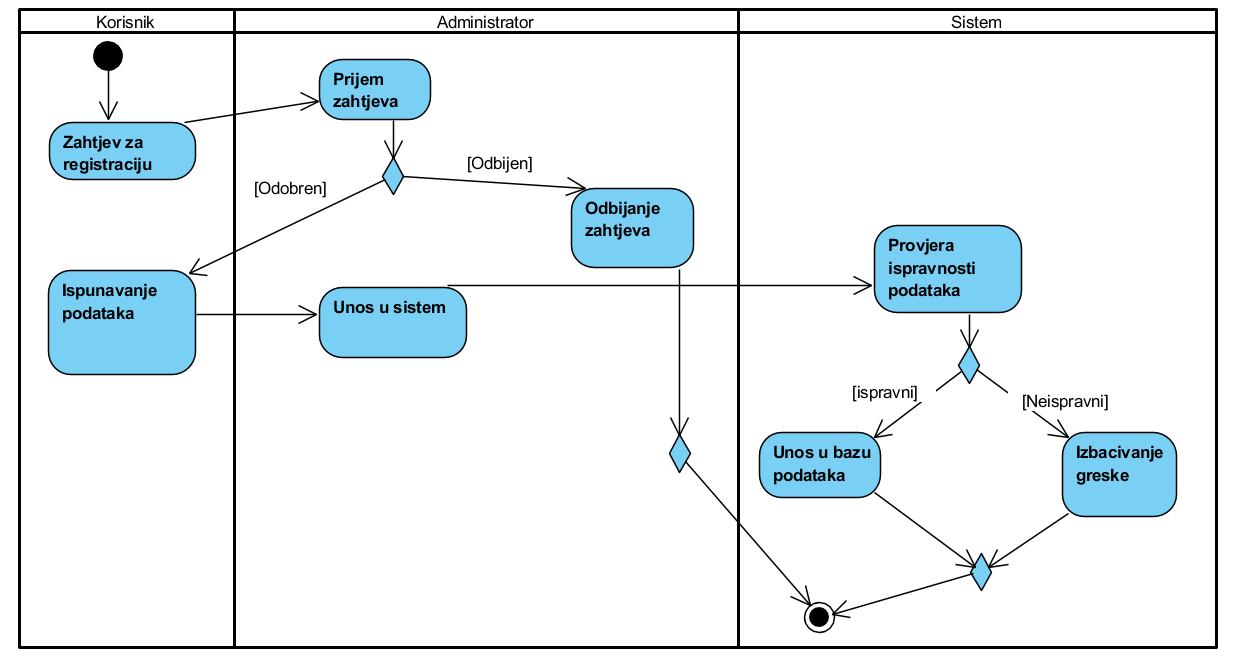 Korisnik
Administrator
Sistem
Prijem
zahtjeva
Zahtjev za
registraciju
[Odbijen]
[Odobren]
Odbijanje
zahtjeva
Provjera
ispravnosti
podataka
Ispunavanje
podataka
Unos u sistem
[ispravni]
[Neispravni]
Unos u bazu
podataka
Izbacivanje
greske